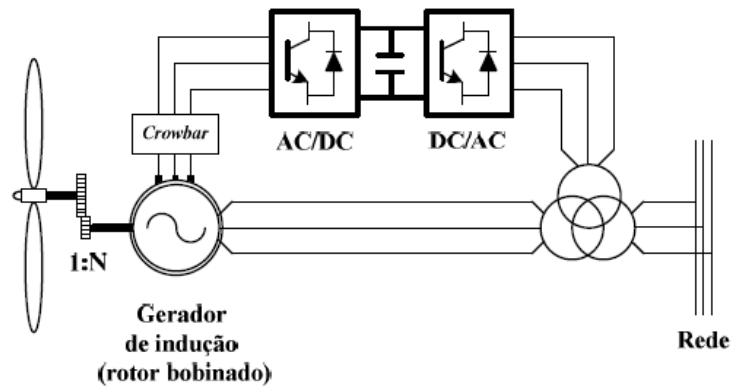 Crowbar
AC/DC
DC/AC
1:N
Gerador
de indução
(rotor bobinado)
Rede